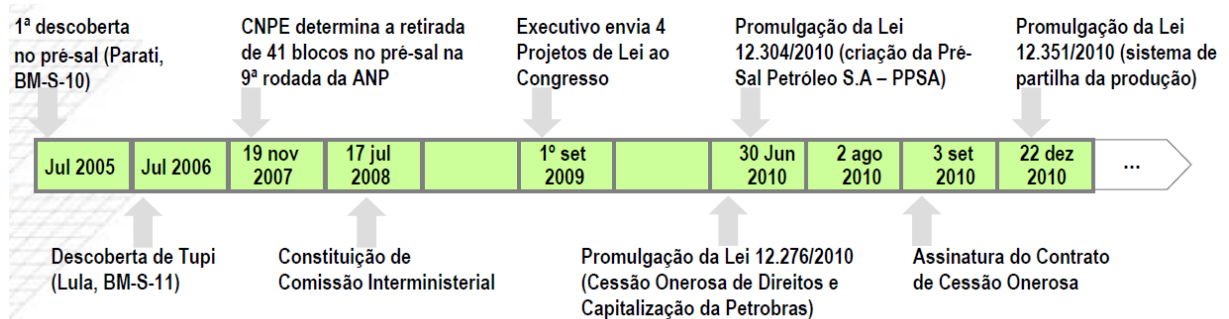 1ª descoberta
no pré-sal (Parati,
BM-S-10)
CNPE determina a retirada
de 41 blocos no pré-sal na
9ª rodada da ANP
Executivo envia 4
Projetos de Lei ao
Congresso
Promulgação da Lei
12.304/2010 (criação da Pré-
Sal Petróleo S.A – PPSA)
Promulgação da Lei
12.351/2010 (sistema de
partilha da produção)
Jul 2005
Jul 2006
19 nov
2007
17 jul
2008
1º set
2009
30 Jun
2010
2 ago
2010
3 set
2010
22 dez
2010
...
Descoberta de Tupi
(Lula, BM-S-11)
Constituição de
Comissão Interministerial
Promulgação da Lei 12.276/2010
(Cessão Onerosa de Direitos e
Capitalização da Petrobras)
Assinatura do Contrato
de Cessão Onerosa